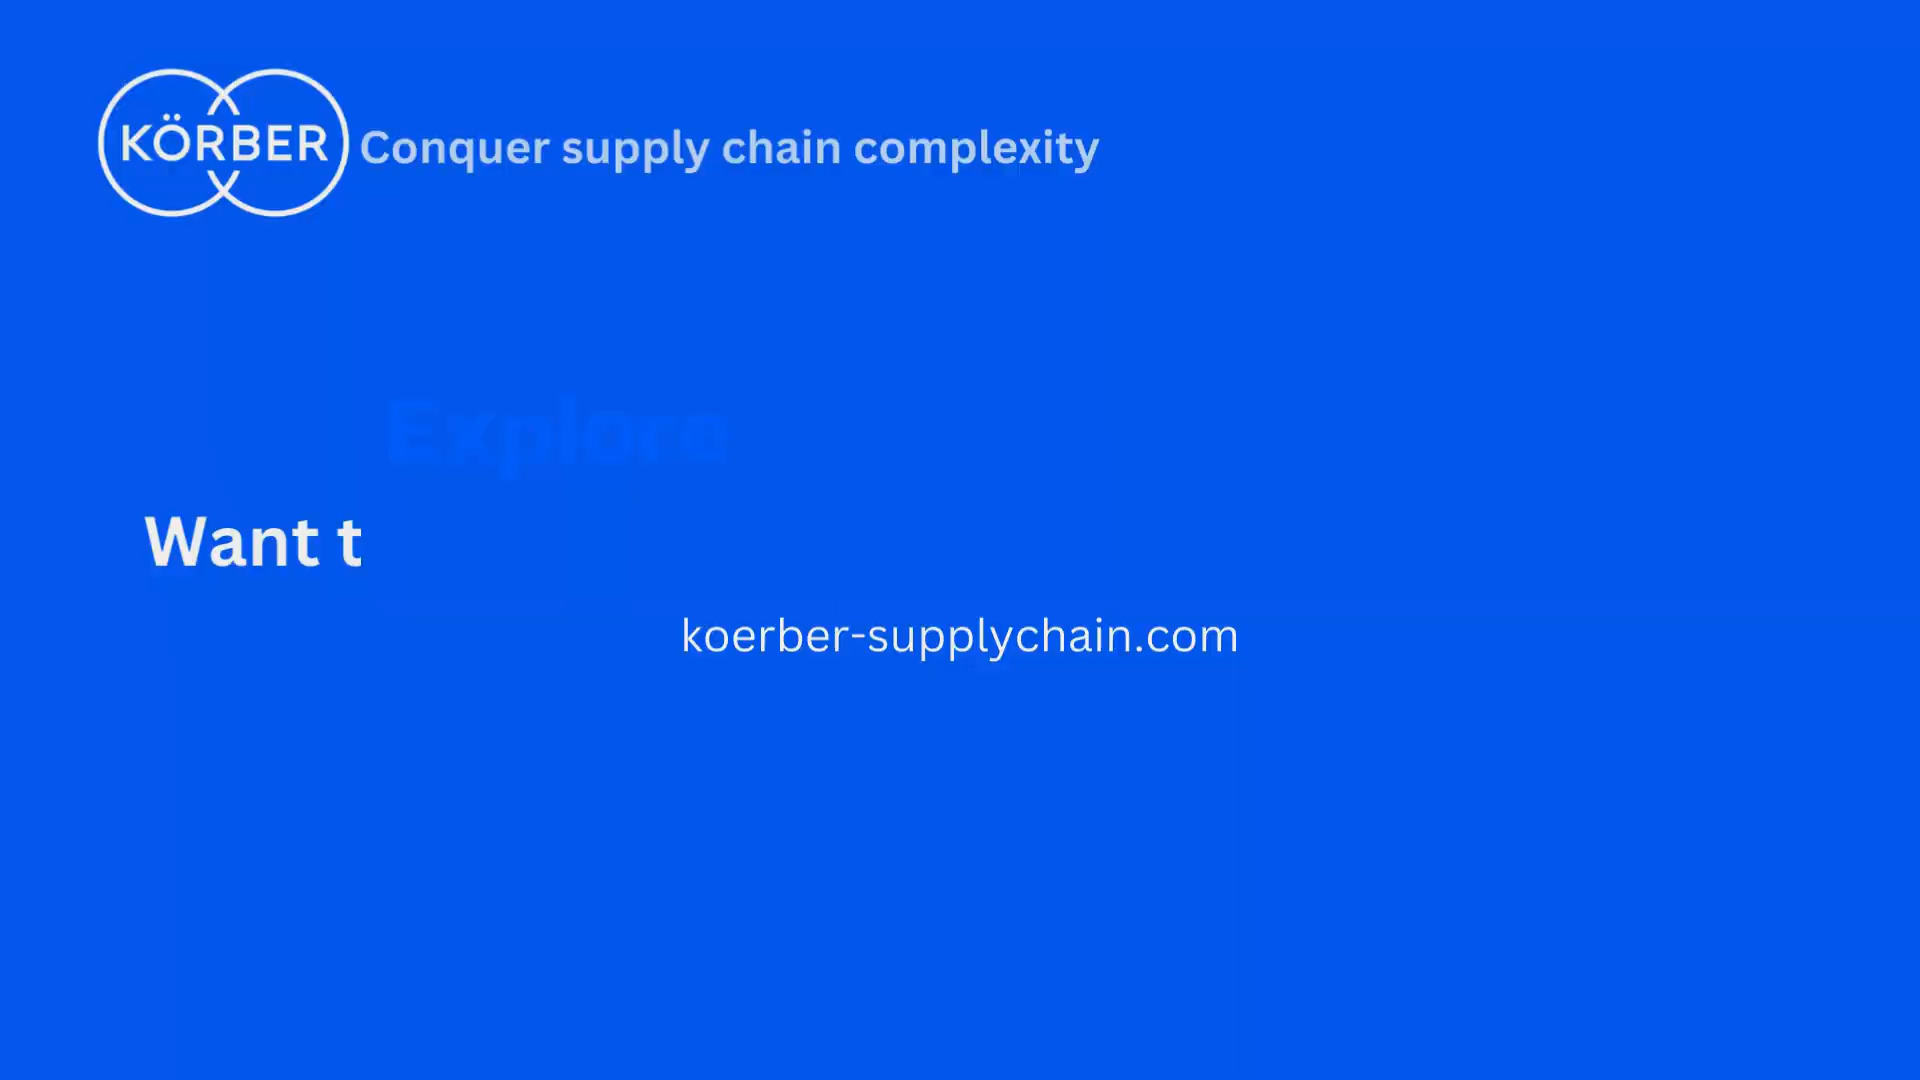 KÖRBER
Conquer supply chain complexity
Explore
Want t
koerber-supplychain.com